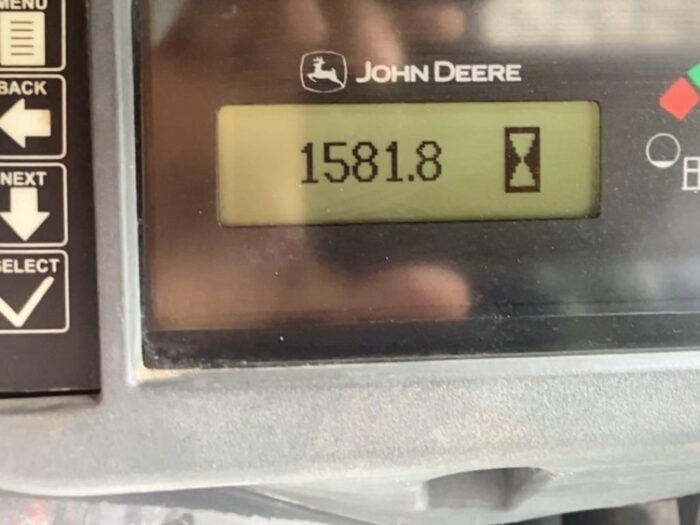 MENU
BACK
NEXT
SELECT
JOHN DEERE
1581.8